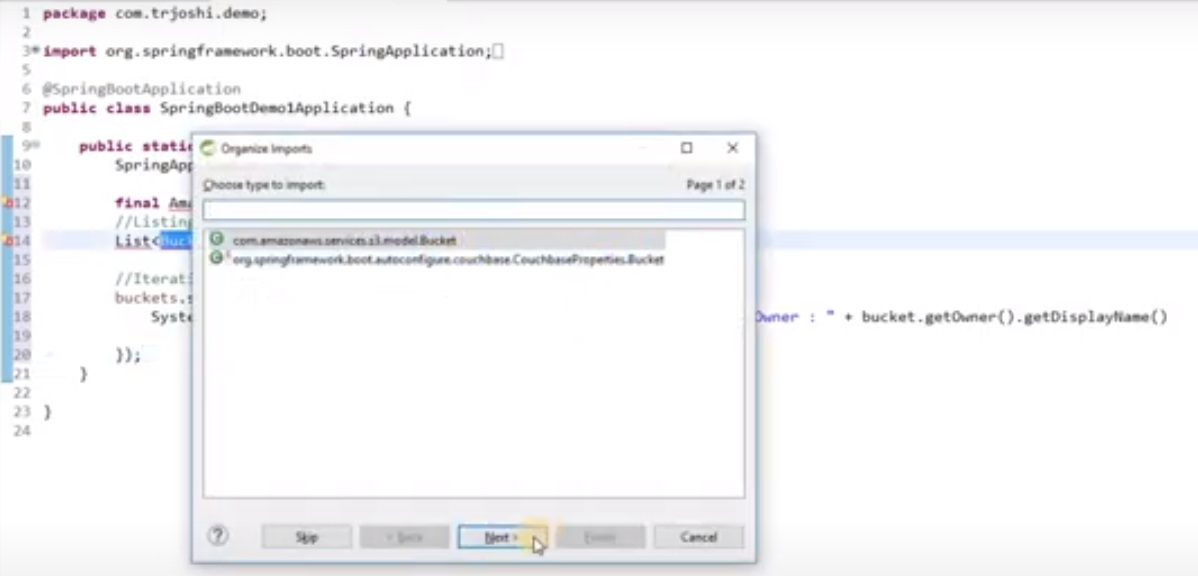 1 package com.trjoshi.demo;
2
3 import org.springframework.boot.SpringApplication;
5
6 @SpringBootApplication
7 public class SpringBootDemo1Application {
8
9 public static
10 SpringApp
11
12 final Ama
13 //Listing
14 List<Buck
15
16 //Iterati
17 buckets.s
18 Syste Owner : " + bucket.getOwner().getDisplayName()
19
20 });
21 }
22
23 }
24
Organize Imports
Choose type to import:
Page 1 of 2
com.amazonaws.services.s3.model.Bucket
org.springframework.boot.autoconfigure.couchbase.CouchbaseProperties.Bucket
? Skip < Back Next > Finish Cancel